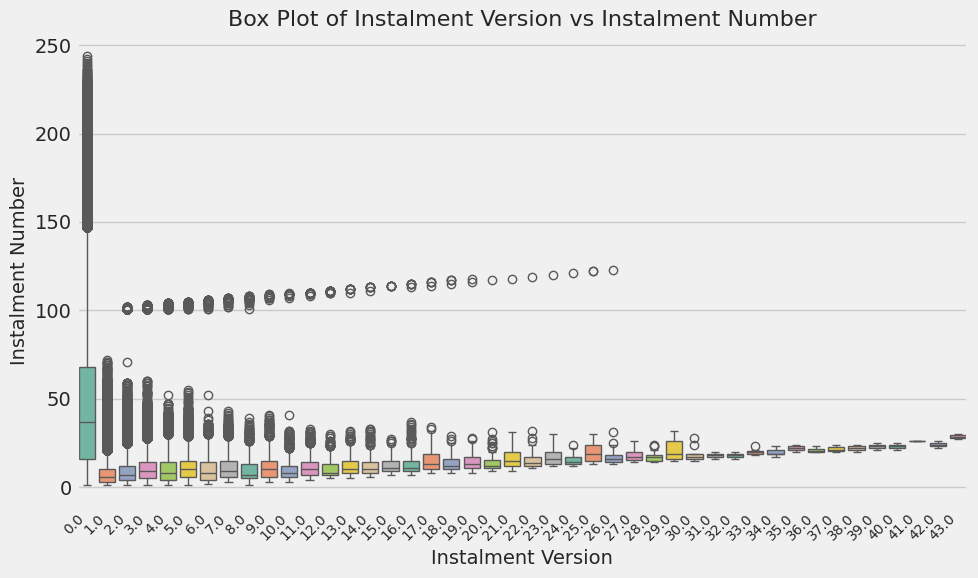 Box Plot of Instalment Version vs Instalment Number
250
200
150
100
50
0
Instalment Number
0.0 1.0 2.0 3.0 4.0 5.0 6.0 7.0 8.0 9.0 10.0 11.0 12.0 13.0 14.0 15.0 16.0 17.0 18.0 19.0 20.0 21.0 22.0 23.0 24.0 25.0 26.0 27.0 28.0 29.0 30.0 31.0 32.0 33.0 34.0 35.0 36.0 37.0 38.0 39.0 40.0 41.0 42.0 43.0
Instalment Version